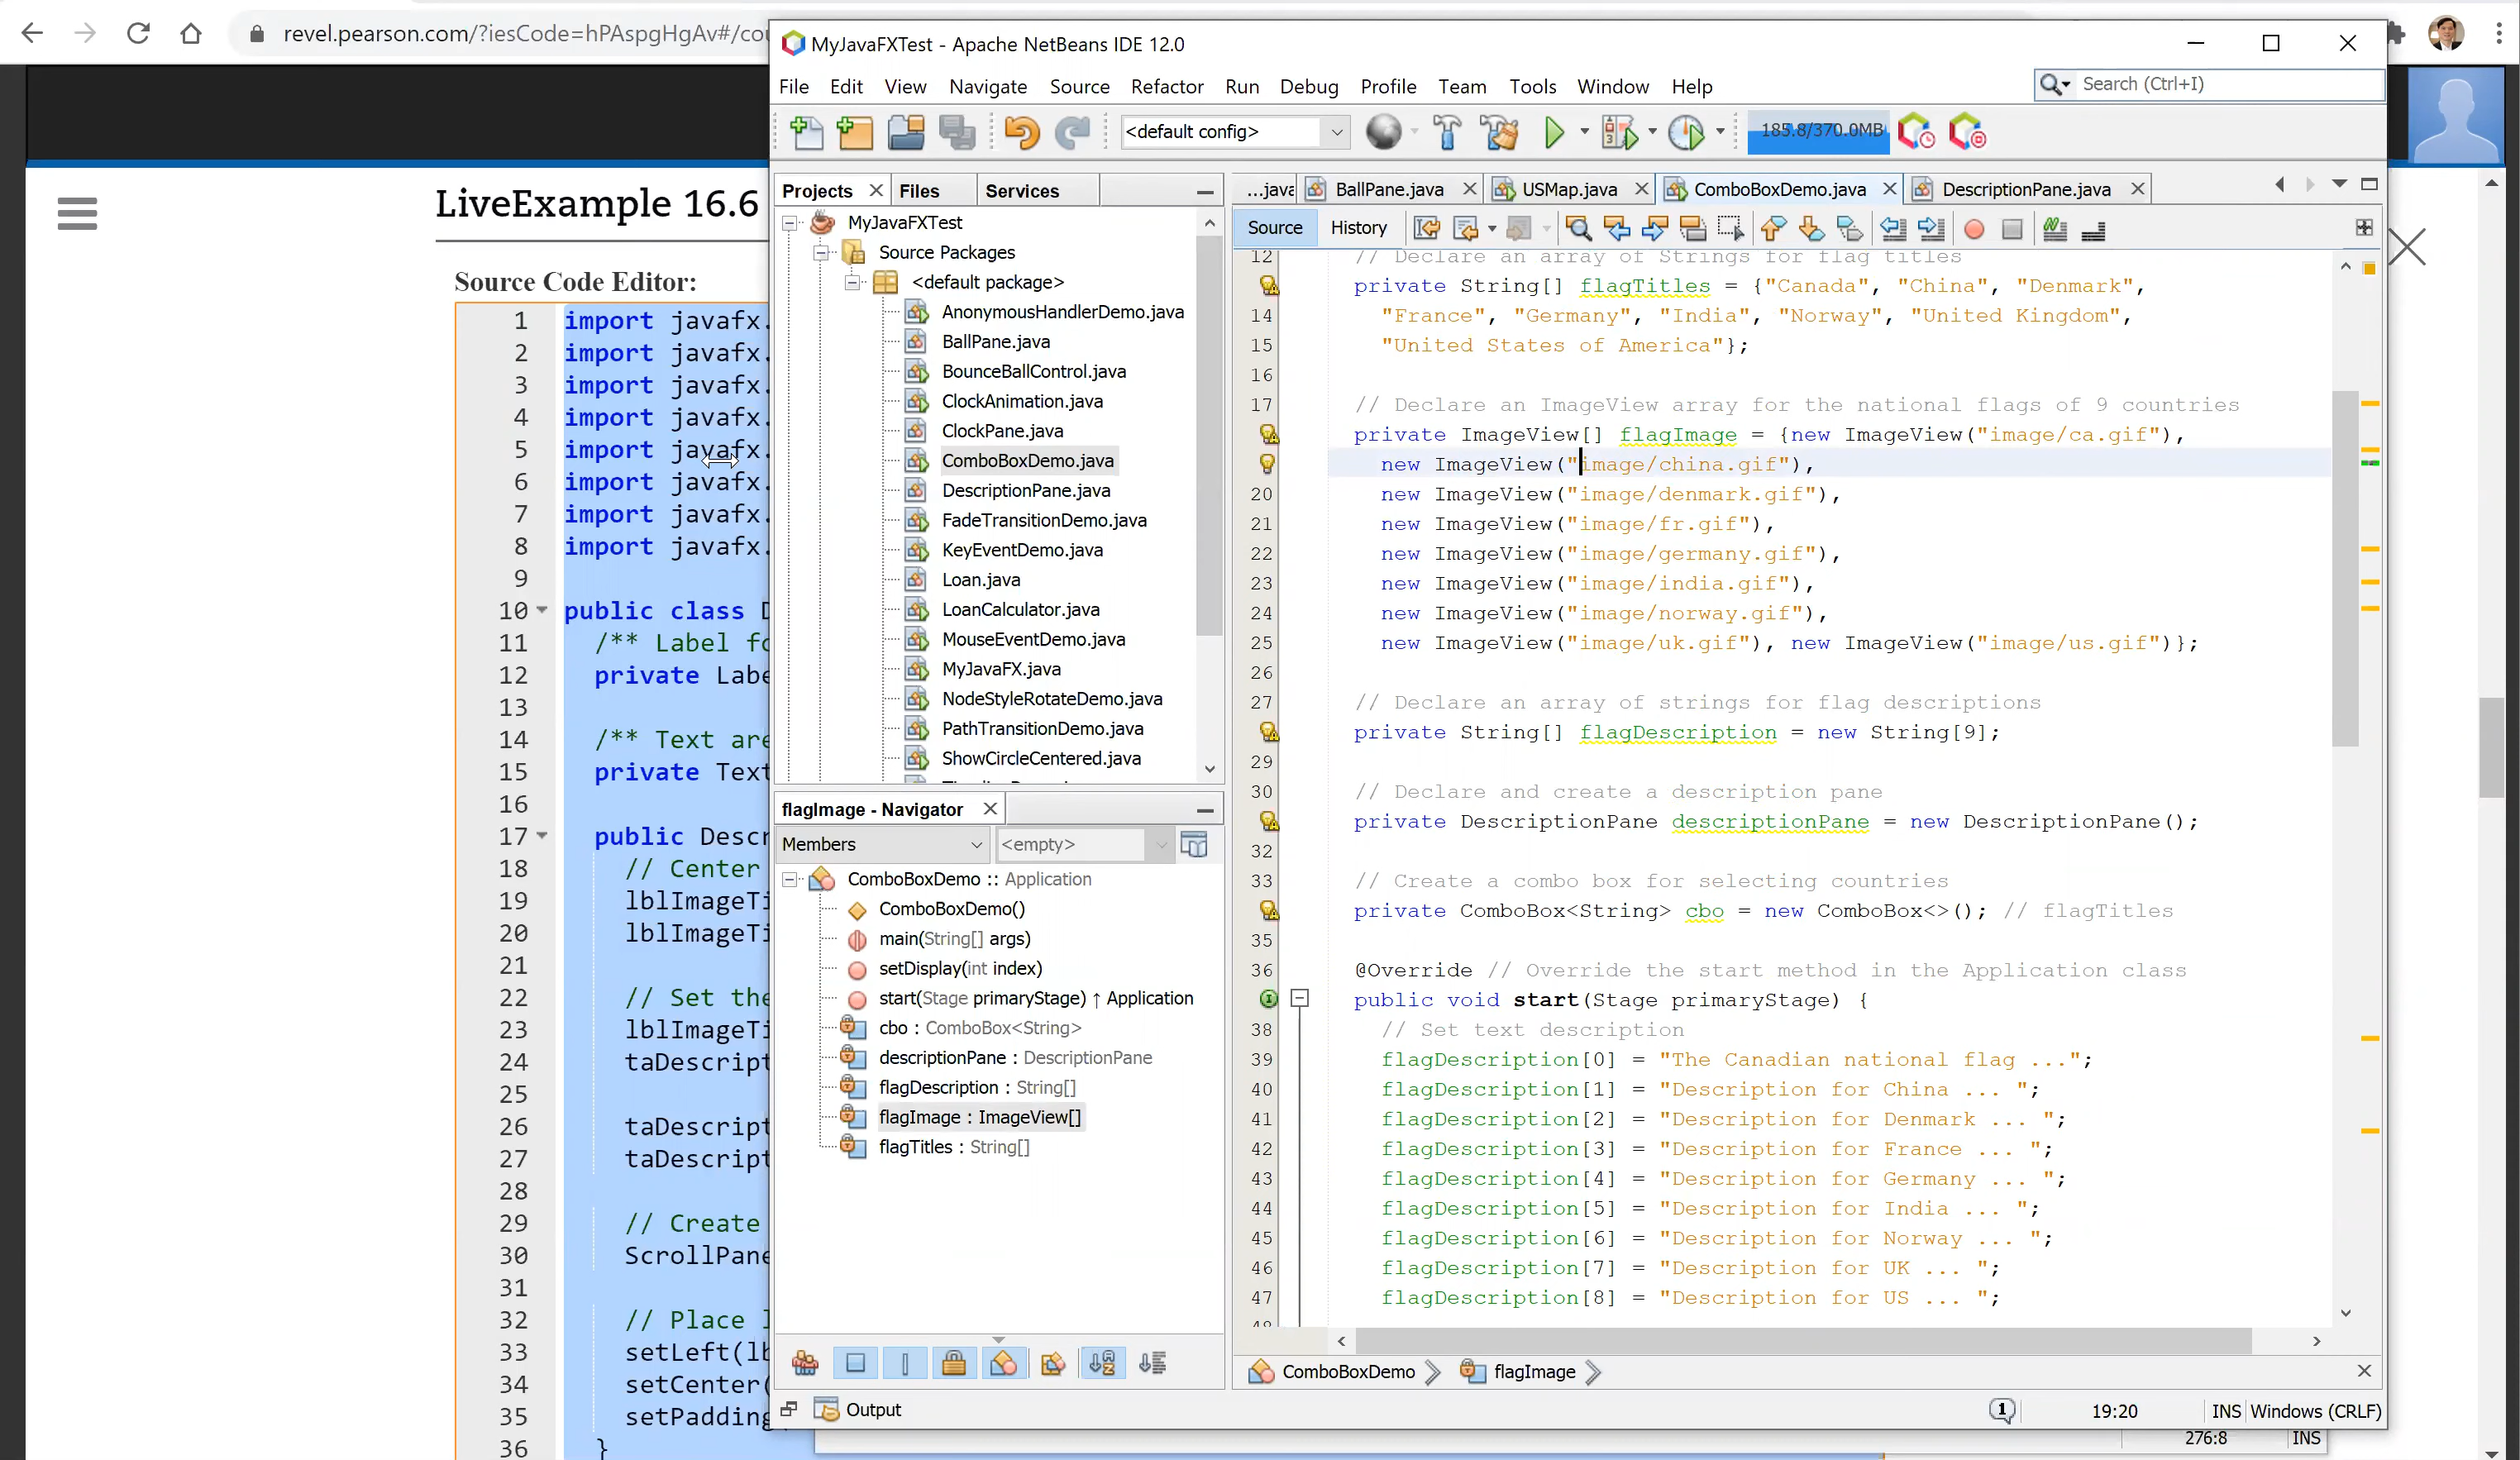 revel.pearson.com/?iesCode=hPAspgHgAv#/cou
LiveExample 16.6
Source Code Editor:
1 import javafx.
2 import javafx.
3 import javafx.
4 import javafx.
5 import javafx.
6 import javafx.
7 import javafx.
8 import javafx.
9
10 public class D
11 /** Label fo
12 private Labe
13
14 /** Text are
15 private Text
16
17 public Descr
18 // Center
19 lblImageTi
20 lblImageTi
21
22 // Set the
23 lblImageTi
24 taDescript
25
26 taDescript
27 taDescript
28
29 // Create
30 ScrollPane
31
32 // Place l
33 setLeft(lb
34 setCenter(
35 setPadding
36 }
MyJavaFXTest - Apache NetBeans IDE 12.0
File Edit View Navigate Source Refactor Run Debug Profile Team Tools Window Help
Search (Ctrl+I)
<default config>
185.8/370.0MB
Projects Files Services
MyJavaFXTest
Source Packages
<default package>
AnonymousHandlerDemo.java
BallPane.java
BounceBallControl.java
ClockAnimation.java
ClockPane.java
ComboBoxDemo.java
DescriptionPane.java
FadeTransitionDemo.java
KeyEventDemo.java
Loan.java
LoanCalculator.java
MouseEventDemo.java
MyJavaFX.java
NodeStyleRotateDemo.java
PathTransitionDemo.java
ShowCircleCentered.java
flagImage - Navigator
Members
<empty>
ComboBoxDemo :: Application
ComboBoxDemo()
main(String[] args)
setDisplay(int index)
start(Stage primaryStage) ↑ Application
cbo : ComboBox<String>
descriptionPane : DescriptionPane
flagDescription : String[]
flagImage : ImageView[]
flagTitles : String[]
Output
...java BallPane.java USMap.java ComboBoxDemo.java DescriptionPane.java
Source History
12 // Declare an array of Strings for flag titles
private String[] flagTitles = {"Canada", "China", "Denmark",
14 "France", "Germany", "India", "Norway", "United Kingdom",
15 "United States of America"};
16
17 // Declare an ImageView array for the national flags of 9 countries
private ImageView[] flagImage = {new ImageView("image/ca.gif"),
new ImageView("image/china.gif"),
20 new ImageView("image/denmark.gif"),
21 new ImageView("image/fr.gif"),
22 new ImageView("image/germany.gif"),
23 new ImageView("image/india.gif"),
24 new ImageView("image/norway.gif"),
25 new ImageView("image/uk.gif"), new ImageView("image/us.gif")};
26
27 // Declare an array of strings for flag descriptions
private String[] flagDescription = new String[9];
29
30 // Declare and create a description pane
private DescriptionPane descriptionPane = new DescriptionPane();
32
33 // Create a combo box for selecting countries
private ComboBox<String> cbo = new ComboBox<>(); // flagTitles
35
36 @Override // Override the start method in the Application class
public void start(Stage primaryStage) {
38 // Set text description
39 flagDescription[0] = "The Canadian national flag ...";
40 flagDescription[1] = "Description for China ... ";
41 flagDescription[2] = "Description for Denmark ... ";
42 flagDescription[3] = "Description for France ... ";
43 flagDescription[4] = "Description for Germany ... ";
44 flagDescription[5] = "Description for India ... ";
45 flagDescription[6] = "Description for Norway ... ";
46 flagDescription[7] = "Description for UK ... ";
47 flagDescription[8] = "Description for US ... ";
ComboBoxDemo flagImage
1 19:20 INS Windows (CRLF)
276:8 INS